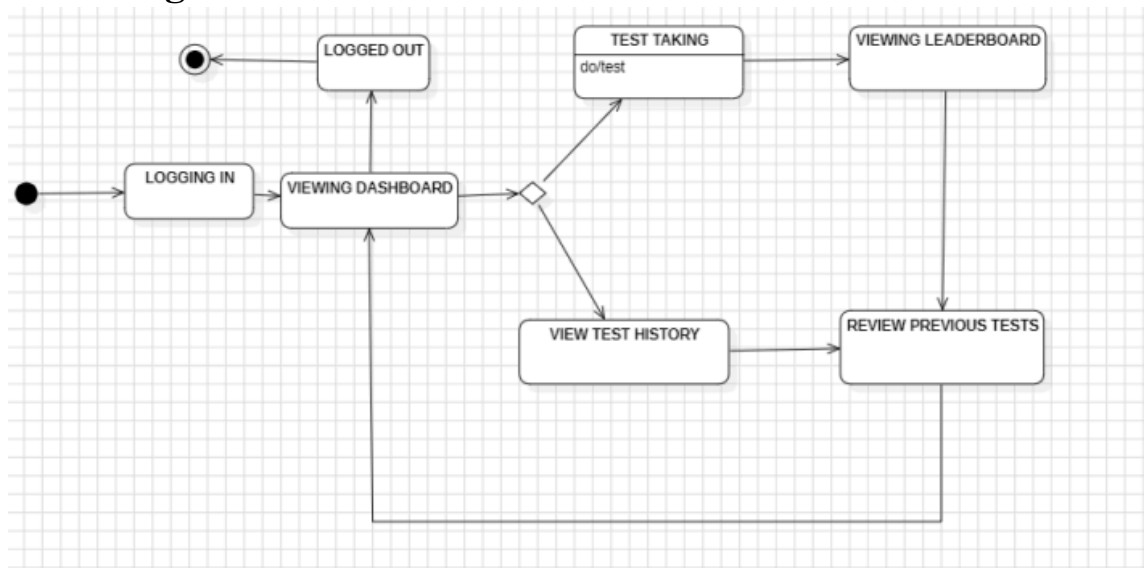 LOGGED OUT
TEST TAKING
do/test
VIEWING LEADERBOARD
LOGGING IN
VIEWING DASHBOARD
VIEW TEST HISTORY
REVIEW PREVIOUS TESTS